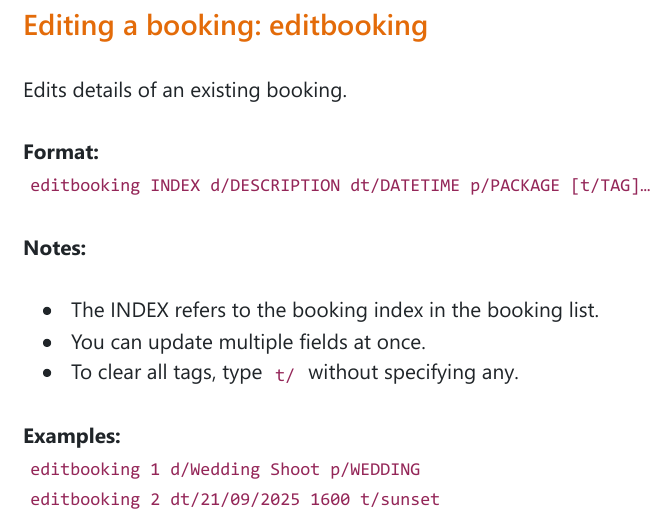 Editing a booking: editbooking
Edits details of an existing booking.
Format:
editbooking INDEX d/DESCRIPTION dt/DATETIME p/PACKAGE [t/TAG]…
Notes:
• The INDEX refers to the booking index in the booking list.
• You can update multiple fields at once.
• To clear all tags, type t/ without specifying any.
Examples:
editbooking 1 d/Wedding Shoot p/WEDDING
editbooking 2 dt/21/09/2025 1600 t/sunset